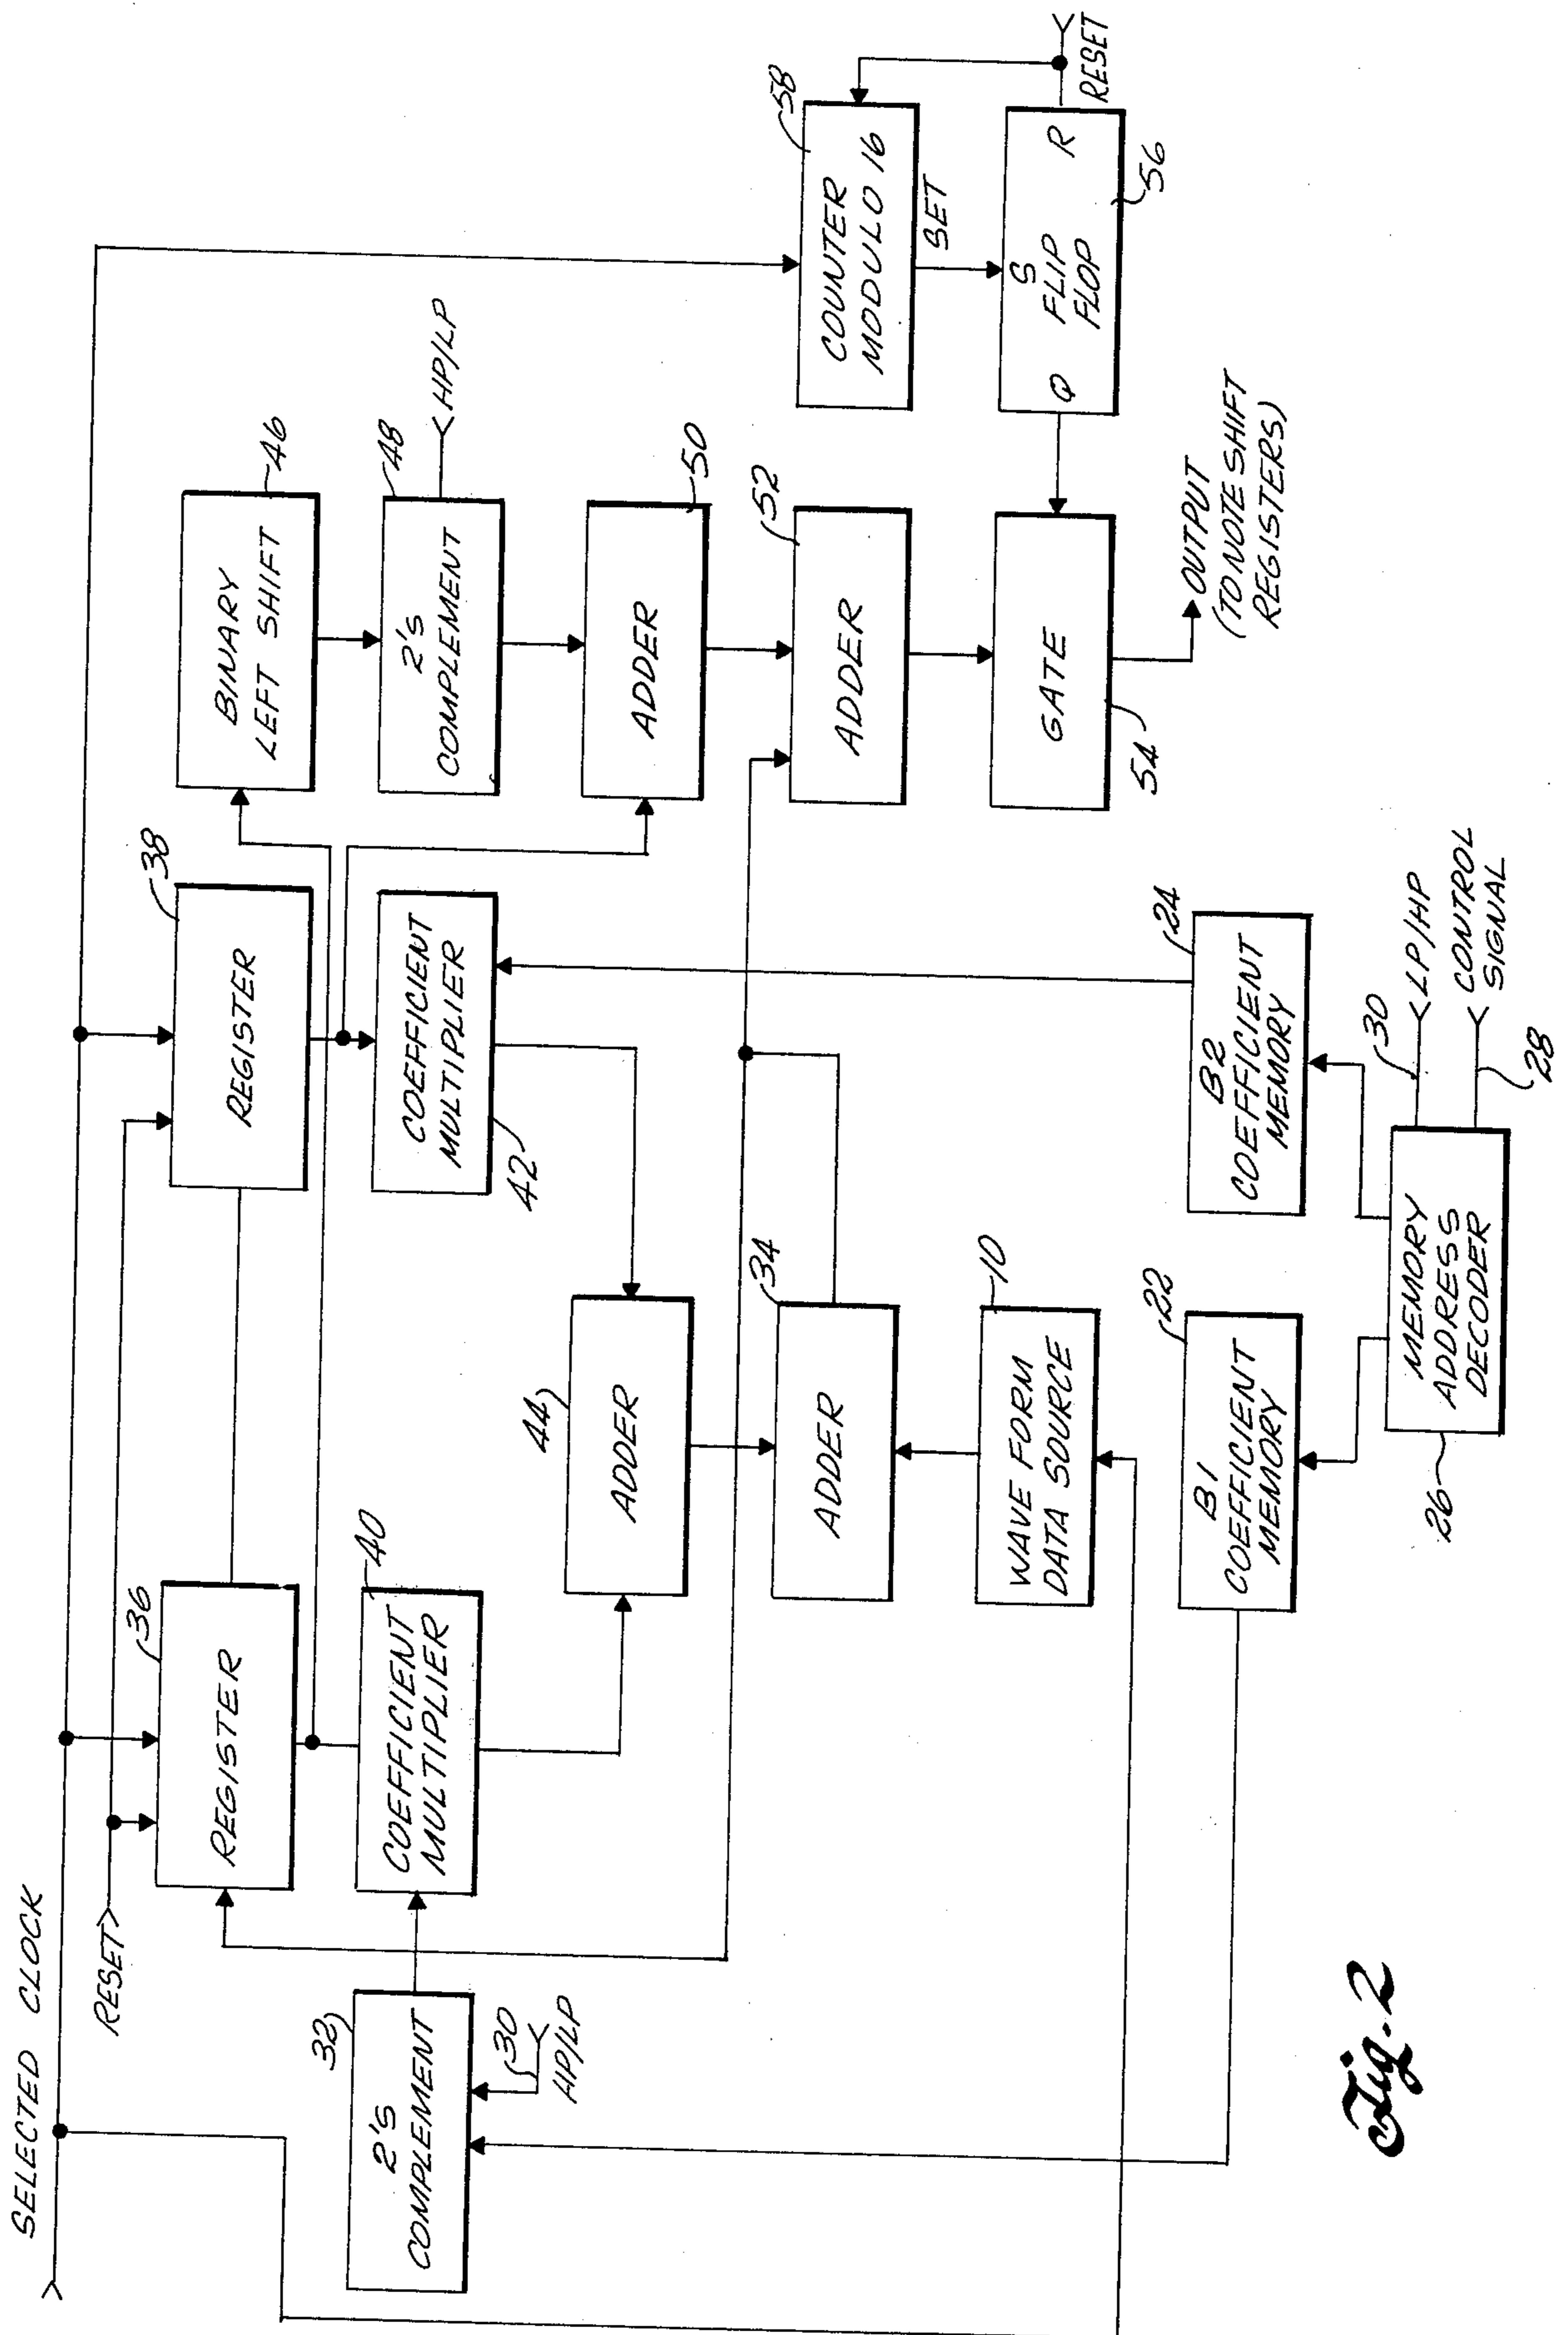 SELECTED CLOCK
RESET
36
REGISTER
38
REGISTER
BINARY
LEFT SHIFT
46
32
2's
COMPLEMENT
30
HP/LP
40
COEFFICIENT
MULTIPLIER
COEFFICIENT
MULTIPLIER
42
2's
COMPLEMENT
48
HP/LP
44
ADDER
ADDER
50
34
ADDER
52
ADDER
58
COUNTER
MODULO 16
SET
10
WAVE FORM
DATA SOURCE
GATE
54
Q
S
FLIP
FLOP
R
RESET
56
OUTPUT
(TO NOTE SHIFT
REGISTERS)
22
B1
COEFFICIENT
MEMORY
24
B2
COEFFICIENT
MEMORY
26
MEMORY
ADDRESS
DECODER
30
LP/HP
CONTROL
SIGNAL
28
Fig. 2